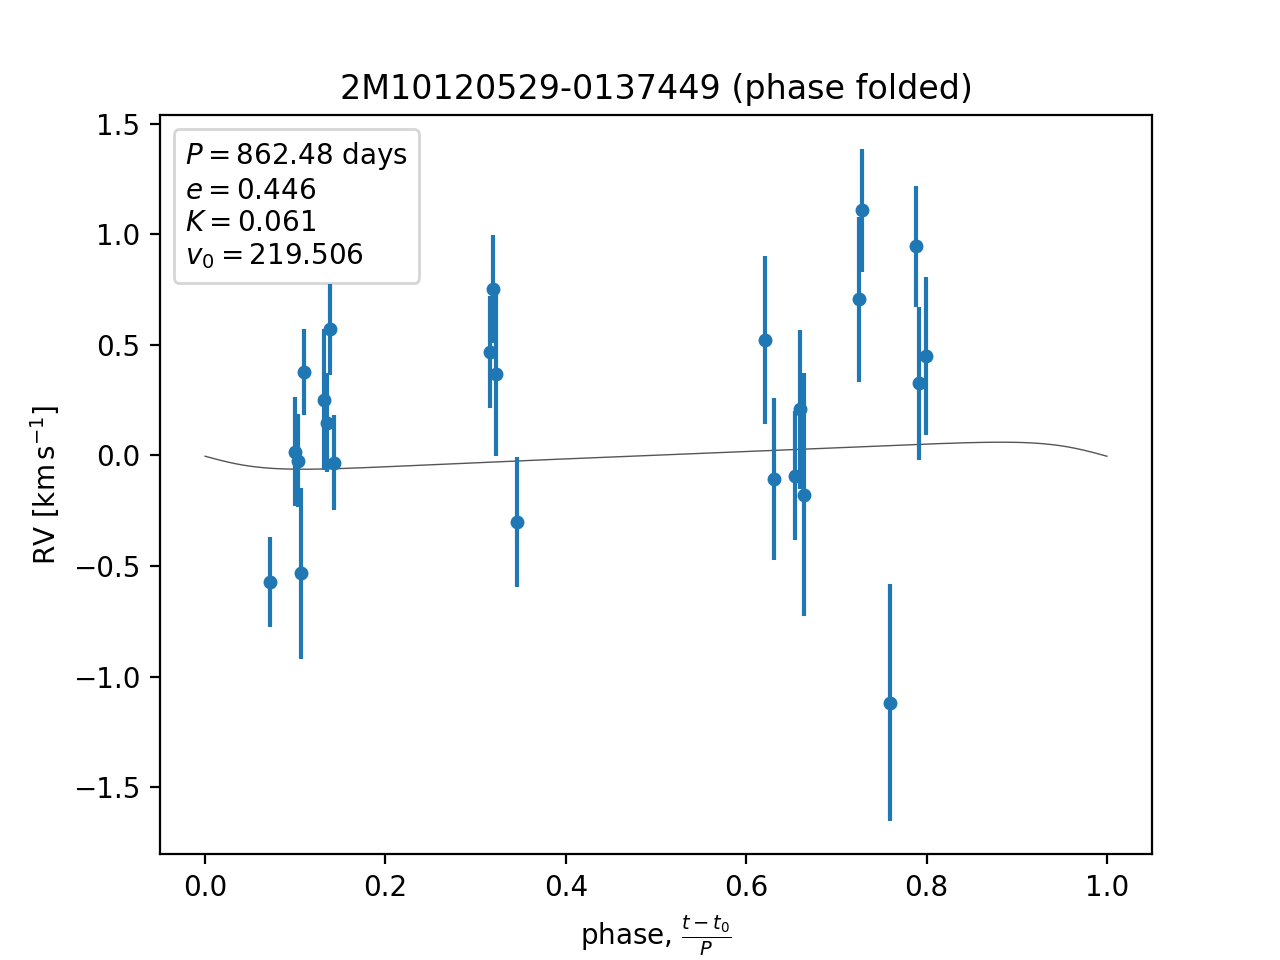 2M10120529-0137449 (phase folded)
P = 862.48 days
e = 0.446
K = 0.061
v₀ = 219.506
1.5
1.0
0.5
0.0
−0.5
−1.0
−1.5
RV [km s⁻¹]
0.0 0.2 0.4 0.6 0.8 1.0
phase, (t − t₀)/P